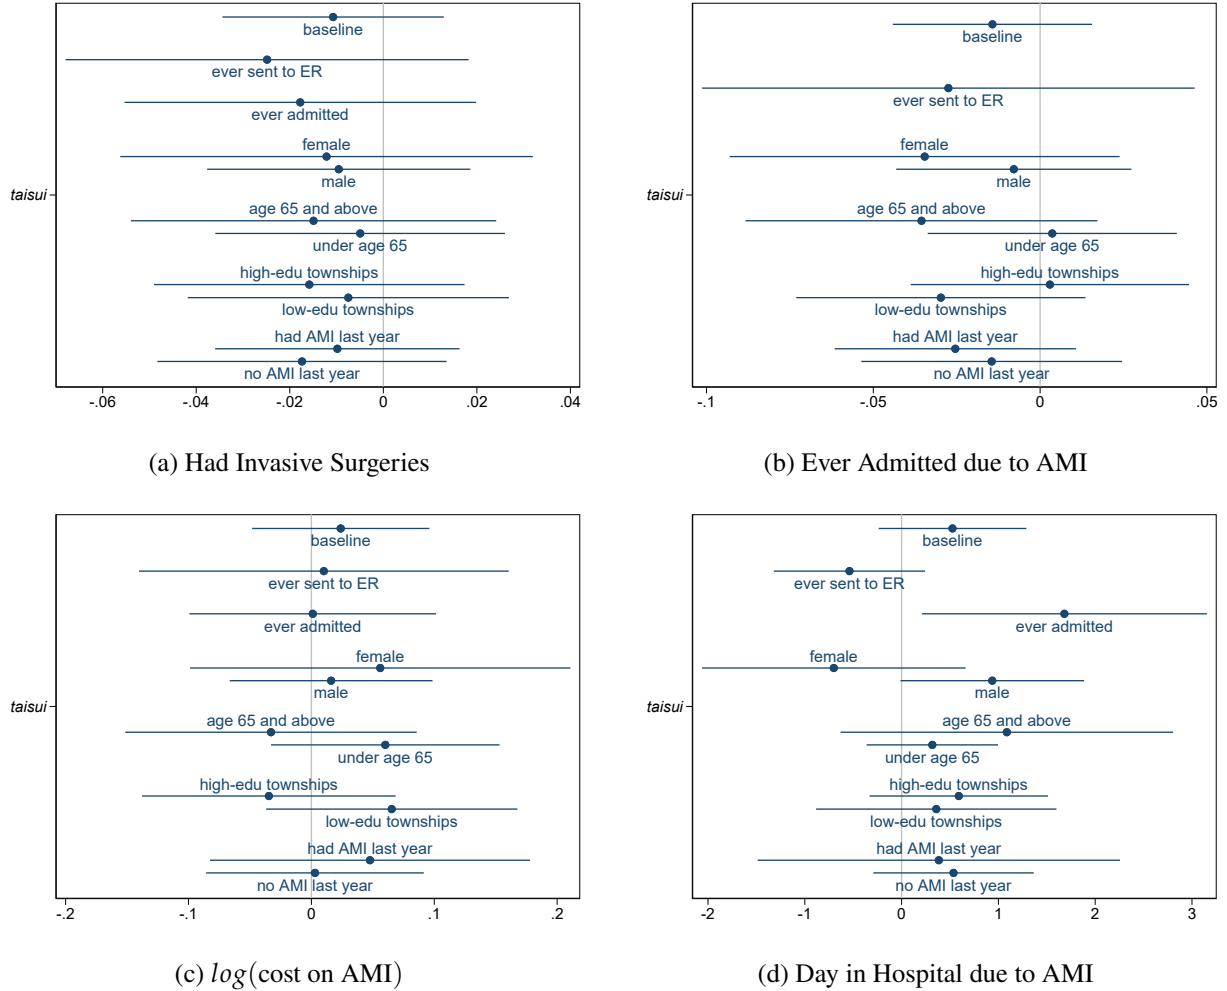 baseline
ever sent to ER
ever admitted
female
male
taisui
age 65 and above
under age 65
high-edu townships
low-edu townships
had AMI last year
no AMI last year
-.06 -.04 -.02 0 .02 .04
(a) Had Invasive Surgeries
baseline
ever sent to ER
female
male
taisui
age 65 and above
under age 65
high-edu townships
low-edu townships
had AMI last year
no AMI last year
-.1 -.05 0 .05
(b) Ever Admitted due to AMI
baseline
ever sent to ER
ever admitted
female
male
taisui
age 65 and above
under age 65
high-edu townships
low-edu townships
had AMI last year
no AMI last year
-.2 -.1 0 .1 .2
(c) log(cost on AMI)
baseline
ever sent to ER
ever admitted
female
male
taisui
age 65 and above
under age 65
high-edu townships
low-edu townships
had AMI last year
no AMI last year
-2 -1 0 1 2 3
(d) Day in Hospital due to AMI